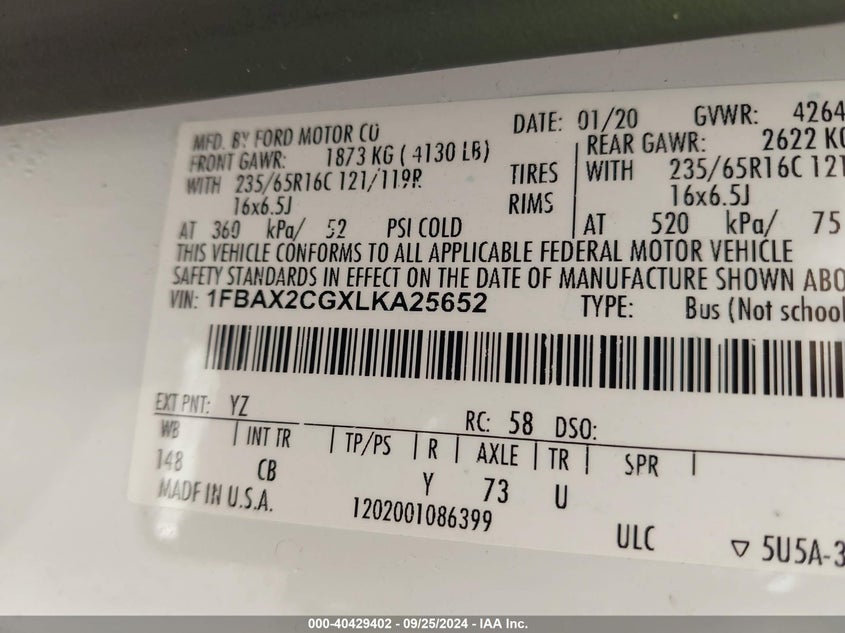 MFD. BY FORD MOTOR CO DATE: 01/20 GVWR: 4264
FRONT GAWR: 1873 KG ( 4130 LB) REAR GAWR: 2622 KG
WITH 235/65R16C 121/119R TIRES WITH 235/65R16C 121
16x6.5J RIMS 16x6.5J
AT 360 kPa/ 52 PSI COLD AT 520 kPa/ 75
THIS VEHICLE CONFORMS TO ALL APPLICABLE FEDERAL MOTOR VEHICLE
SAFETY STANDARDS IN EFFECT ON THE DATE OF MANUFACTURE SHOWN ABO
VIN: 1FBAX2CGXLKA25652 TYPE: Bus (Not school
EXT PNT: YZ RC: 58 DSO:
WB INT TR TP/PS R AXLE TR SPR
148 CB Y 73 U
MADE IN U.S.A. 1202001086399 ULC ▽ 5U5A-3
000-40429402 - 09/25/2024 - IAA Inc.